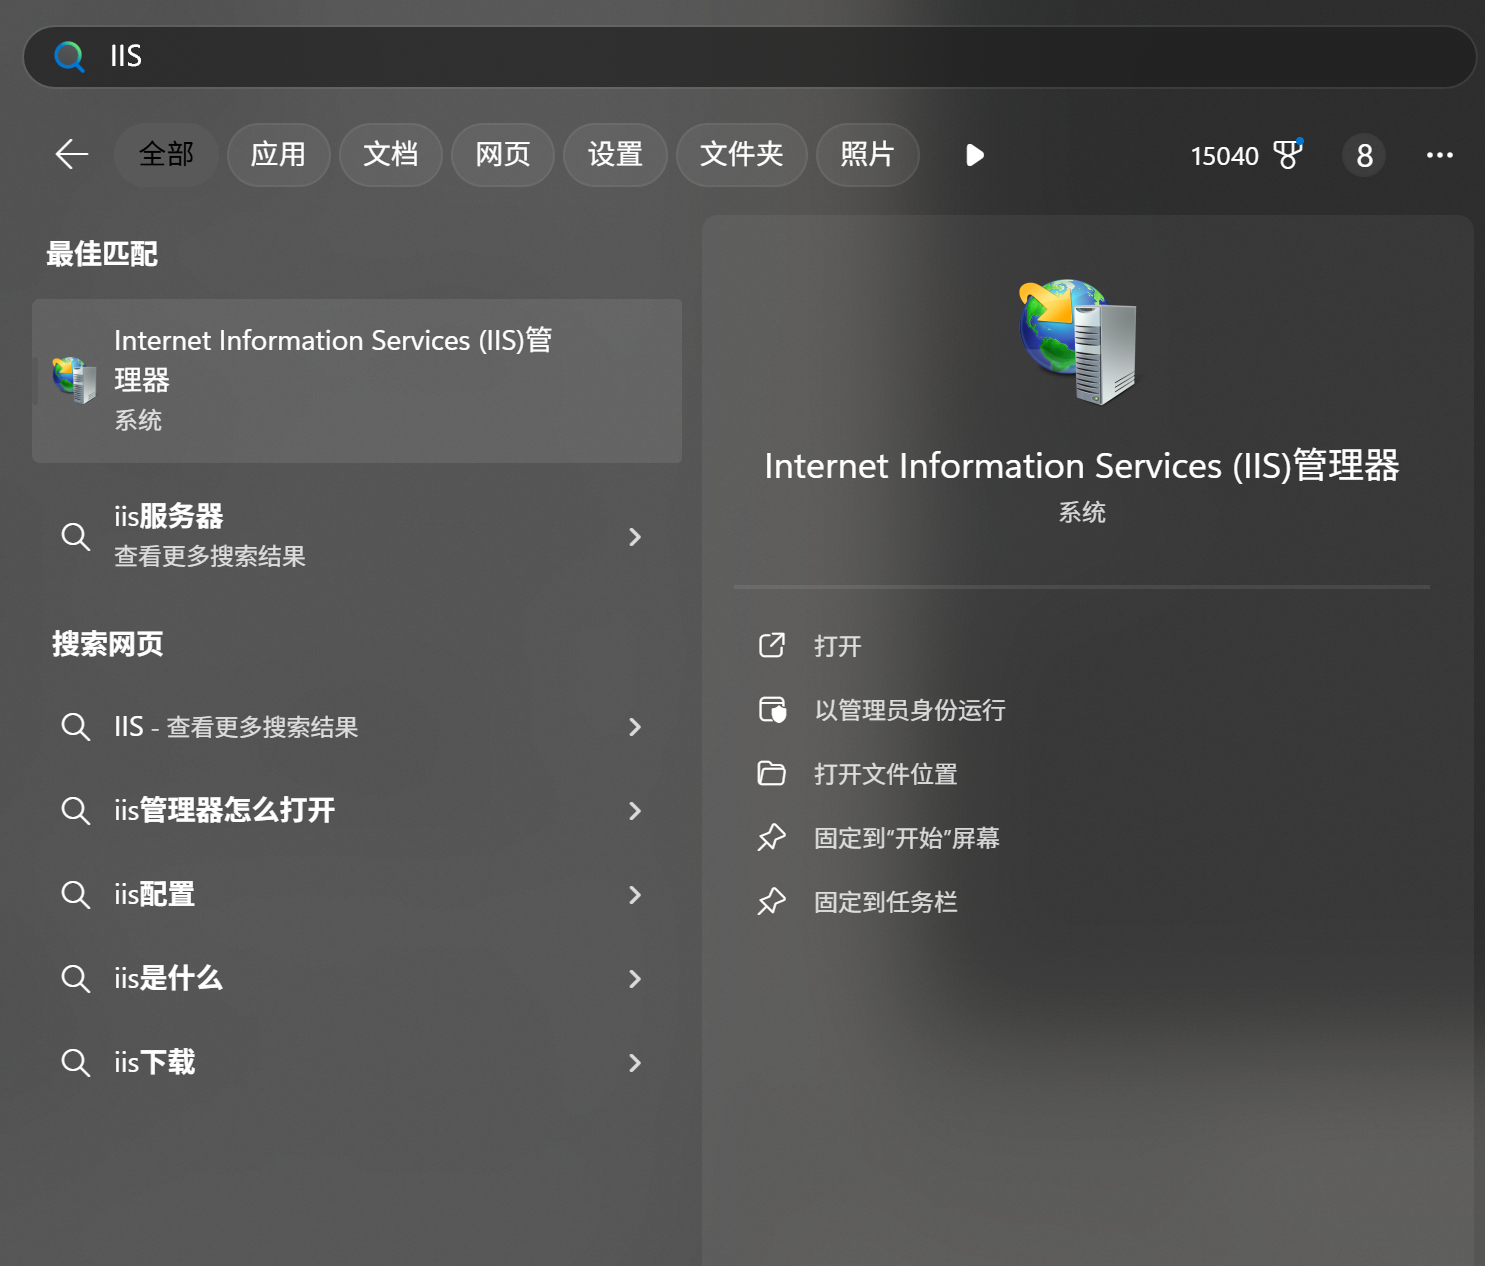 IIS
全部 应用 文档 网页 设置 文件夹 照片 15040 8
最佳匹配
Internet Information Services (IIS)管
理器
系统
iis服务器
查看更多搜索结果
搜索网页
IIS - 查看更多搜索结果
iis管理器怎么打开
iis配置
iis是什么
iis下载
Internet Information Services (IIS)管理器
系统
打开
以管理员身份运行
打开文件位置
固定到“开始”屏幕
固定到任务栏